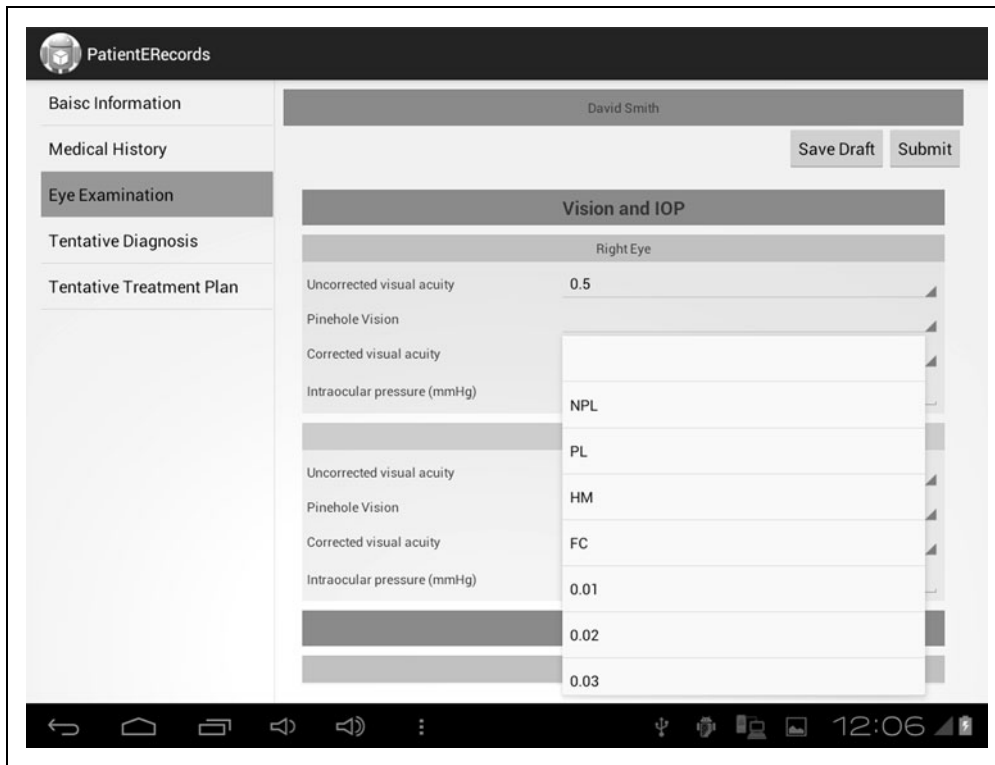 PatientERecords
Baisc Information
Medical History
Eye Examination
Tentative Diagnosis
Tentative Treatment Plan
David Smith
Save Draft Submit
Vision and IOP
Right Eye
Uncorrected visual acuity 0.5
Pinehole Vision
Corrected visual acuity
Intraocular pressure (mmHg)
Uncorrected visual acuity
Pinehole Vision
Corrected visual acuity
Intraocular pressure (mmHg)
NPL
PL
HM
FC
0.01
0.02
0.03
12:06